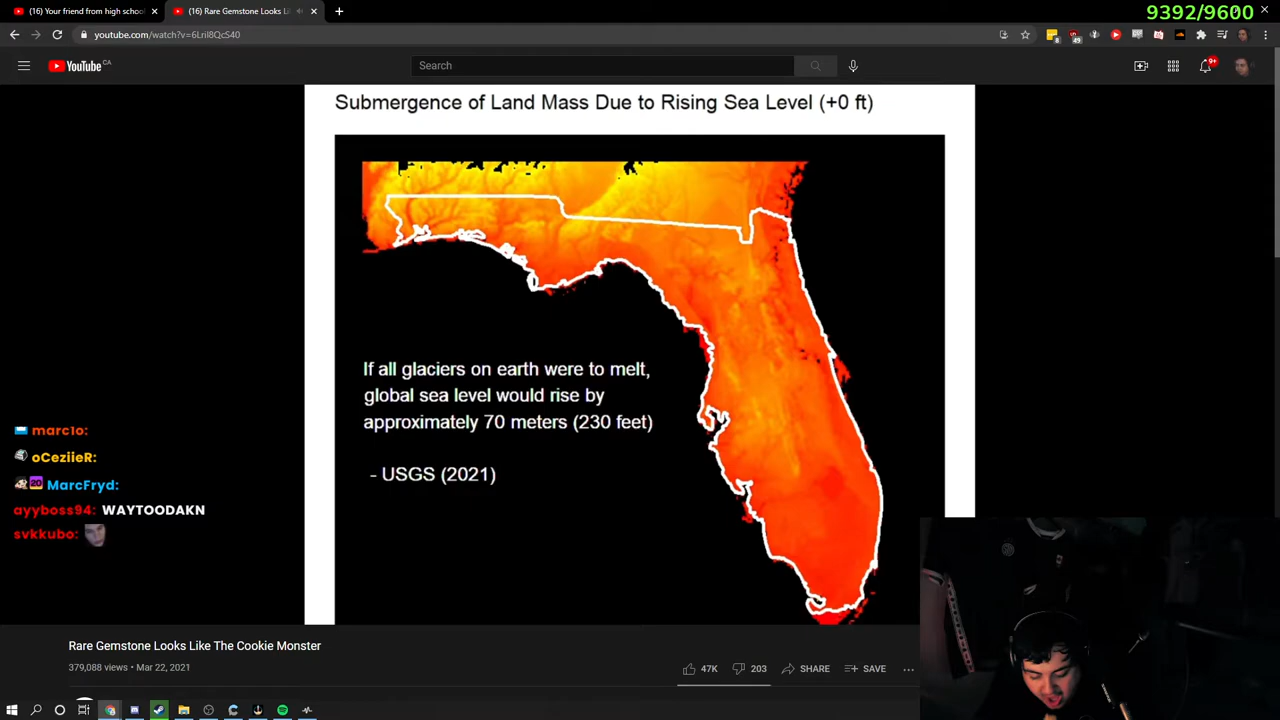 (16) Your friend from high school
(16) Rare Gemstone Looks Li
9392/9600
youtube.com/watch?v=6Lril8QcS40
YouTube CA
Search
9+
Submergence of Land Mass Due to Rising Sea Level (+0 ft)
If all glaciers on earth were to melt,
global sea level would rise by
approximately 70 meters (230 feet)
- USGS (2021)
marc1o:
oCeziieR:
20 MarcFryd:
ayyboss94: WAYTOODAKN
svkkubo:
Rare Gemstone Looks Like The Cookie Monster
379,088 views • Mar 22, 2021
47K 203 SHARE SAVE